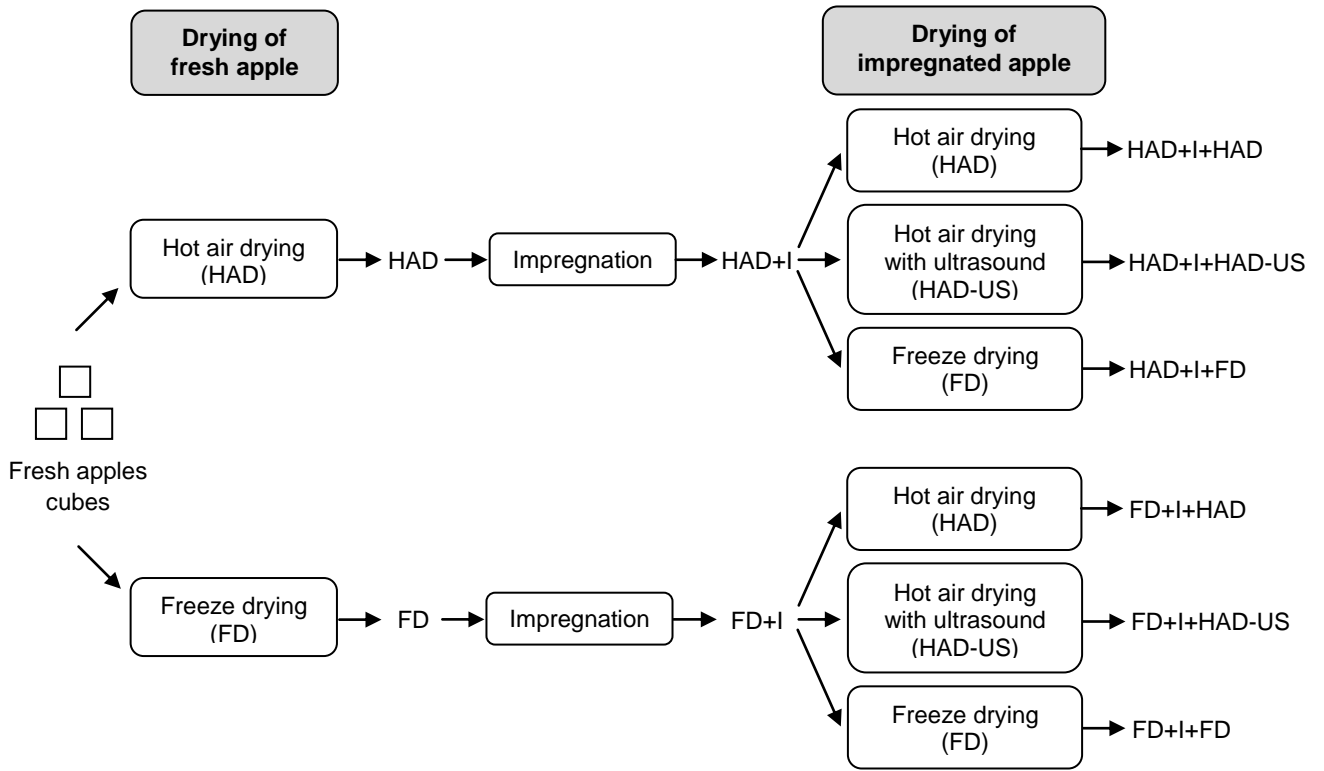 Drying of
fresh apple
Drying of
impregnated apple
Hot air drying
(HAD)
HAD
Impregnation
HAD+I
Hot air drying
(HAD)
HAD+I+HAD
Hot air drying
with ultrasound
(HAD-US)
HAD+I+HAD-US
Freeze drying
(FD)
HAD+I+FD
Fresh apples
cubes
Freeze drying
(FD)
FD
Impregnation
FD+I
Hot air drying
(HAD)
FD+I+HAD
Hot air drying
with ultrasound
(HAD-US)
FD+I+HAD-US
Freeze drying
(FD)
FD+I+FD